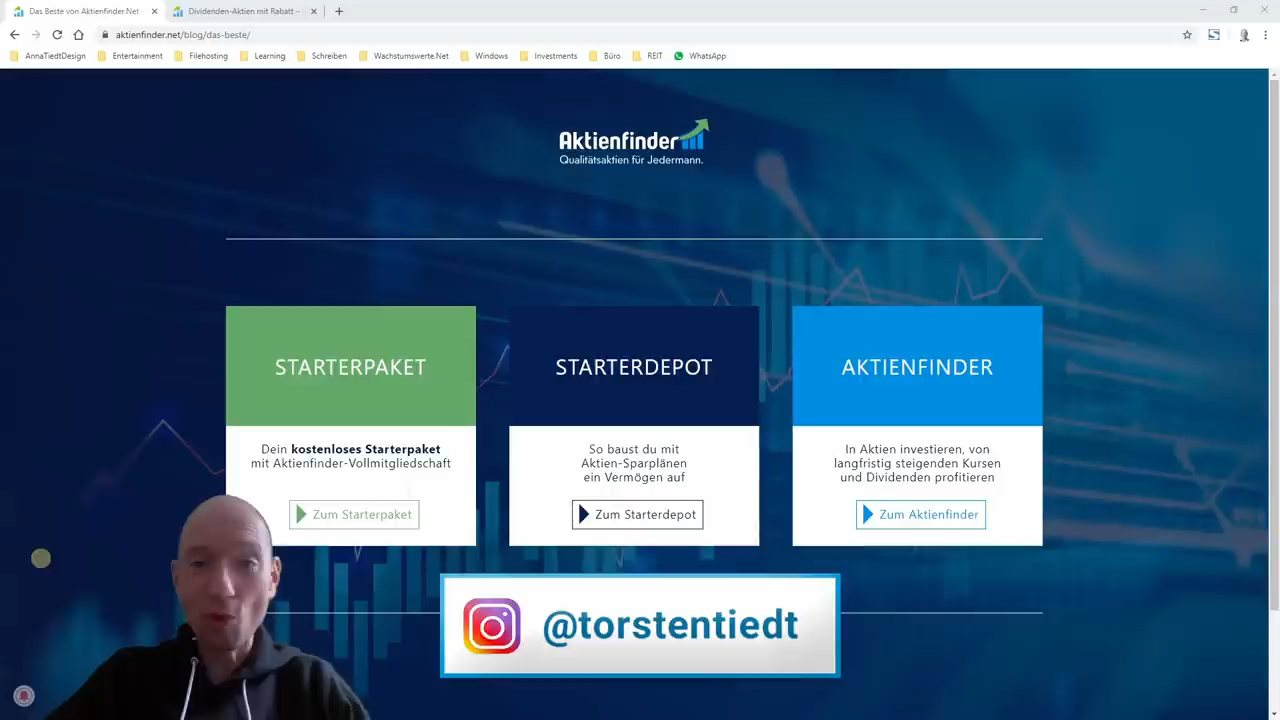 Das Beste von Aktienfinder.Net
Dividenden-Aktien mit Rabatt –
aktienfinder.net/blog/das-beste/
AnnaTiedtDesign
Entertainment
Filehosting
Learning
Schreiben
Wachstumswerte.Net
Windows
Investments
Büro
REIT
WhatsApp
Aktienfinder
Qualitätsaktien für Jedermann.
STARTERPAKET
Dein kostenloses Starterpaket
mit Aktienfinder-Vollmitgliedschaft
Zum Starterpaket
STARTERDEPOT
So baust du mit
Aktien-Sparplänen
ein Vermögen auf
Zum Starterdepot
AKTIENFINDER
In Aktien investieren, von
langfristig steigenden Kursen
und Dividenden profitieren
Zum Aktienfinder
@torstentiedt